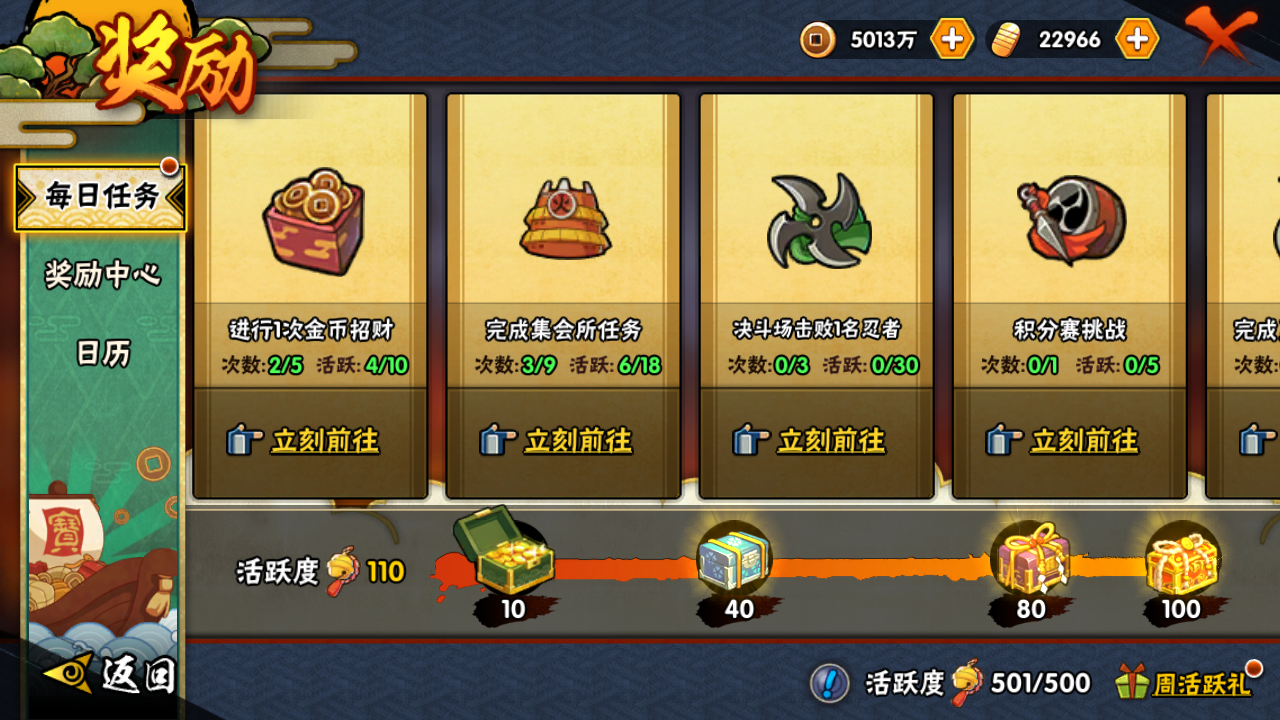 奖励
5013万
22966
每日任务
奖励中心
日历
寶
返回
火
进行1次金币招财
次数:2/5 活跃:4/10
立刻前往
完成集会所任务
次数:3/9 活跃:6/18
立刻前往
决斗场击败1名忍者
次数:0/3 活跃:0/30
立刻前往
积分赛挑战
次数:0/1 活跃:0/5
立刻前往
完成
次数:
活跃度 110
10
40
80
100
活跃度 501/500
周活跃礼